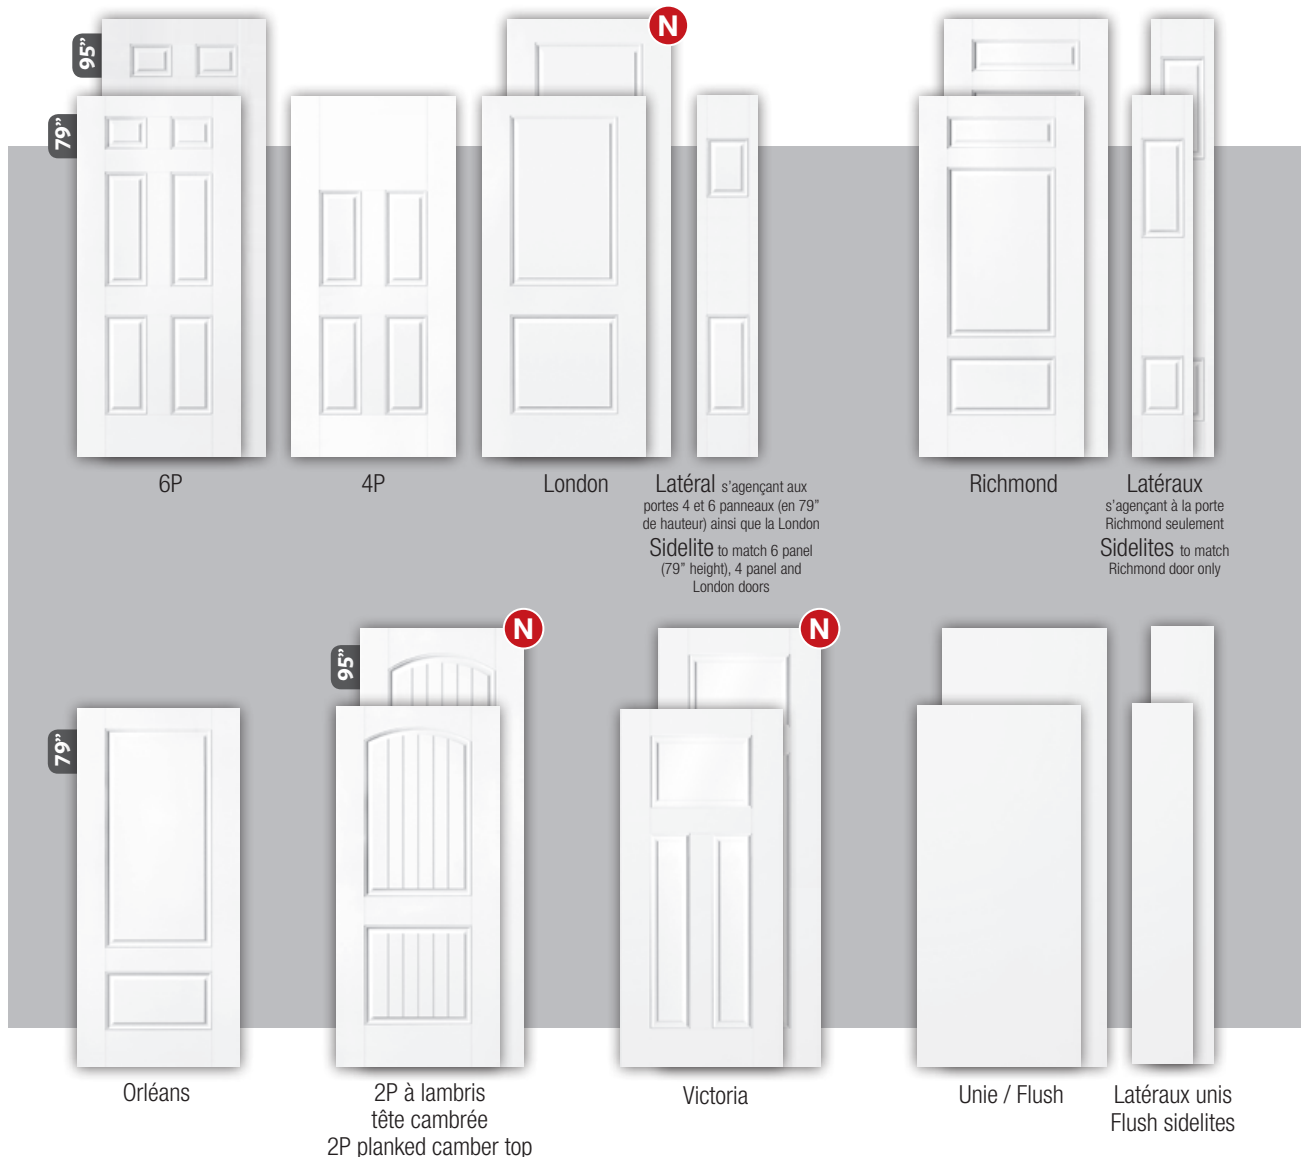 N
95”
79”
6P
4P
London
Latéral s’agençant aux
portes 4 et 6 panneaux (en 79”
de hauteur) ainsi que la London
Sidelite to match 6 panel
(79” height), 4 panel and
London doors
Richmond
Latéraux
s’agençant à la porte
Richmond seulement
Sidelites to match
Richmond door only
N
N
95”
79”
Orléans
2P à lambris
tête cambrée
2P planked camber top
Victoria
Unie / Flush
Latéraux unis
Flush sidelites